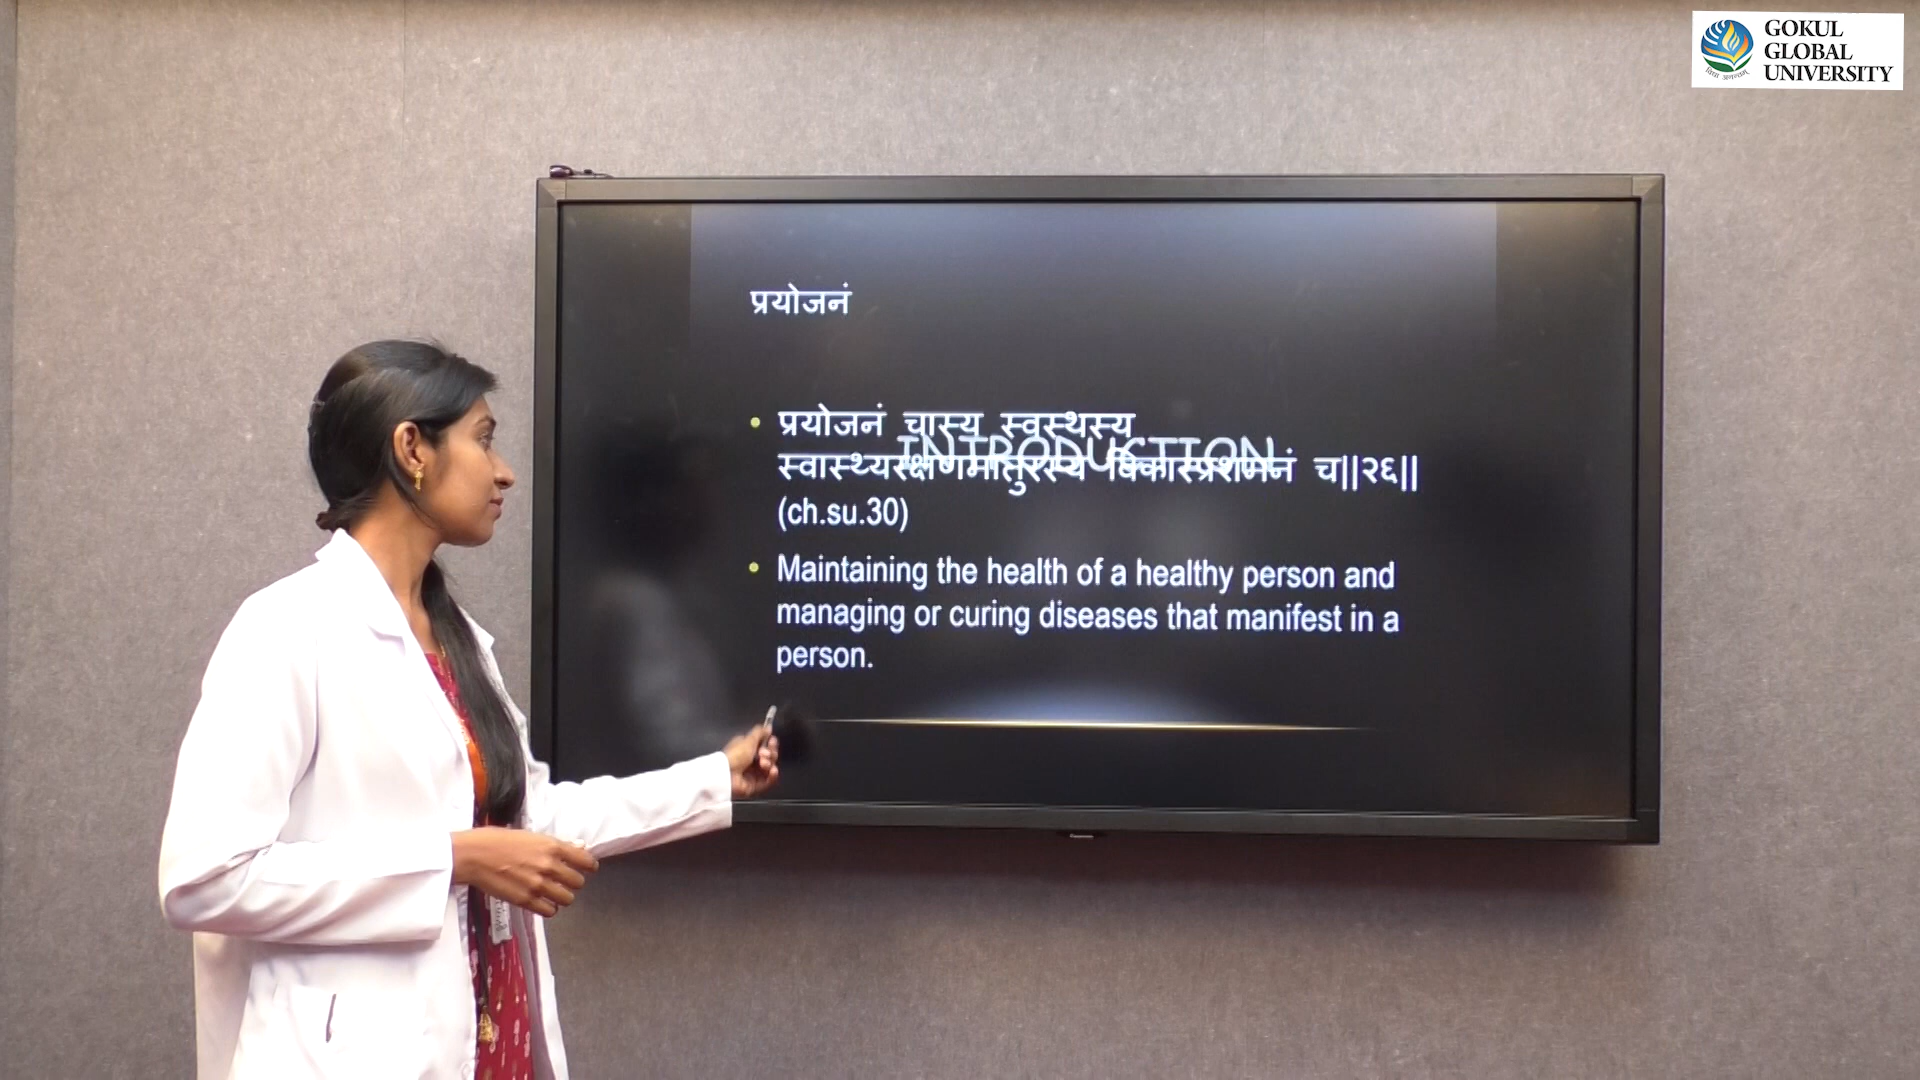 GOKUL
GLOBAL
UNIVERSITY
प्रयोजनं
• प्रयोजनं चास्य स्वस्थस्य
INTRODUCTION
स्वास्थ्यरक्षणमातुरस्य विकारप्रशमनं च||२६||
(ch.su.30)
• Maintaining the health of a healthy person and
managing or curing diseases that manifest in a
person.